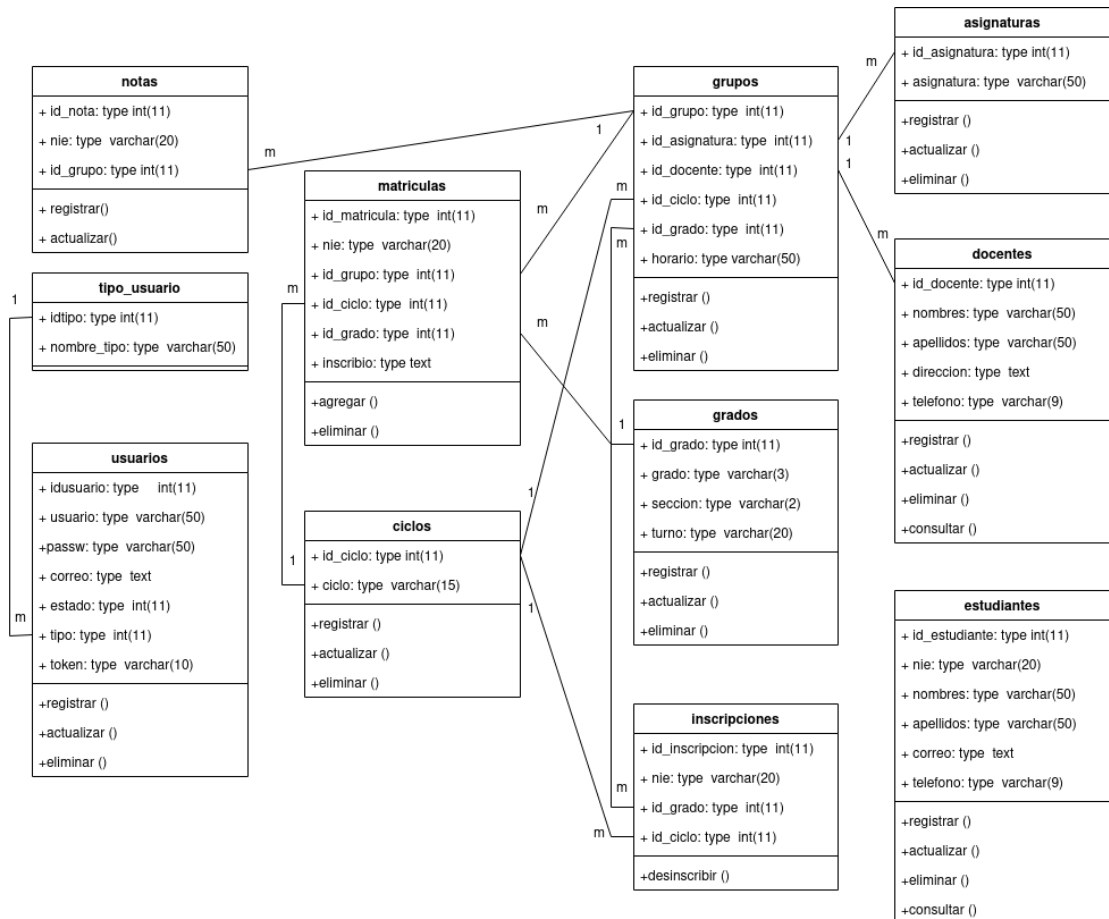 notas
+ id_nota: type int(11)
+ nie: type varchar(20)
+ id_grupo: type int(11)
+ registrar()
+ actualizar()
tipo_usuario
+ idtipo: type int(11)
+ nombre_tipo: type varchar(50)
usuarios
+ idusuario: type int(11)
+ usuario: type varchar(50)
+passw: type varchar(50)
+ correo: type text
+ estado: type int(11)
+ tipo: type int(11)
+ token: type varchar(10)
+registrar ()
+actualizar ()
+eliminar ()
1
m
m
1
matriculas
+ id_matricula: type int(11)
+ nie: type varchar(20)
+ id_grupo: type int(11)
+ id_ciclo: type int(11)
+ id_grado: type int(11)
+ inscribio: type text
+agregar ()
+eliminar ()
m
m
m
1
ciclos
+ id_ciclo: type int(11)
+ ciclo: type varchar(15)
+registrar ()
+actualizar ()
+eliminar ()
1
1
grupos
+ id_grupo: type int(11)
+ id_asignatura: type int(11)
+ id_docente: type int(11)
+ id_ciclo: type int(11)
+ id_grado: type int(11)
+ horario: type varchar(50)
+registrar ()
+actualizar ()
+eliminar ()
m
m
1
grados
+ id_grado: type int(11)
+ grado: type varchar(3)
+ seccion: type varchar(2)
+ turno: type varchar(20)
+registrar ()
+actualizar ()
+eliminar ()
inscripciones
+ id_inscripcion: type int(11)
+ nie: type varchar(20)
+ id_grado: type int(11)
+ id_ciclo: type int(11)
+desinscribir ()
m
m
m
1
1
m
asignaturas
+ id_asignatura: type int(11)
+ asignatura: type varchar(50)
+registrar ()
+actualizar ()
+eliminar ()
docentes
+ id_docente: type int(11)
+ nombres: type varchar(50)
+ apellidos: type varchar(50)
+ direccion: type text
+ telefono: type varchar(9)
+registrar ()
+actualizar ()
+eliminar ()
+consultar ()
estudiantes
+ id_estudiante: type int(11)
+ nie: type varchar(20)
+ nombres: type varchar(50)
+ apellidos: type varchar(50)
+ correo: type text
+ telefono: type varchar(9)
+registrar ()
+actualizar ()
+eliminar ()
+consultar ()